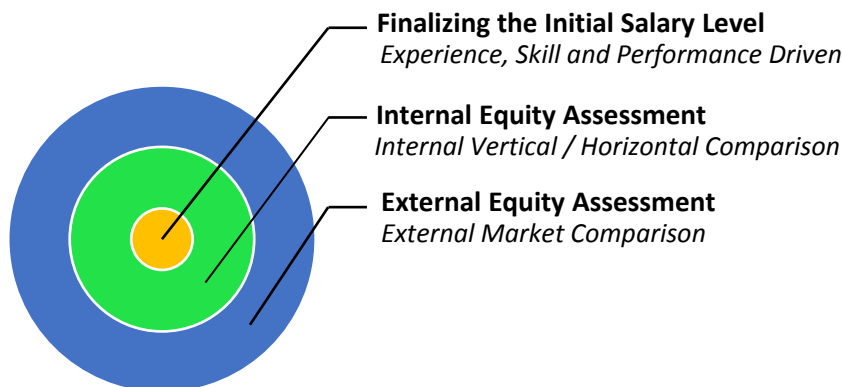 Finalizing the Initial Salary Level
Experience, Skill and Performance Driven
Internal Equity Assessment
Internal Vertical / Horizontal Comparison
External Equity Assessment
External Market Comparison